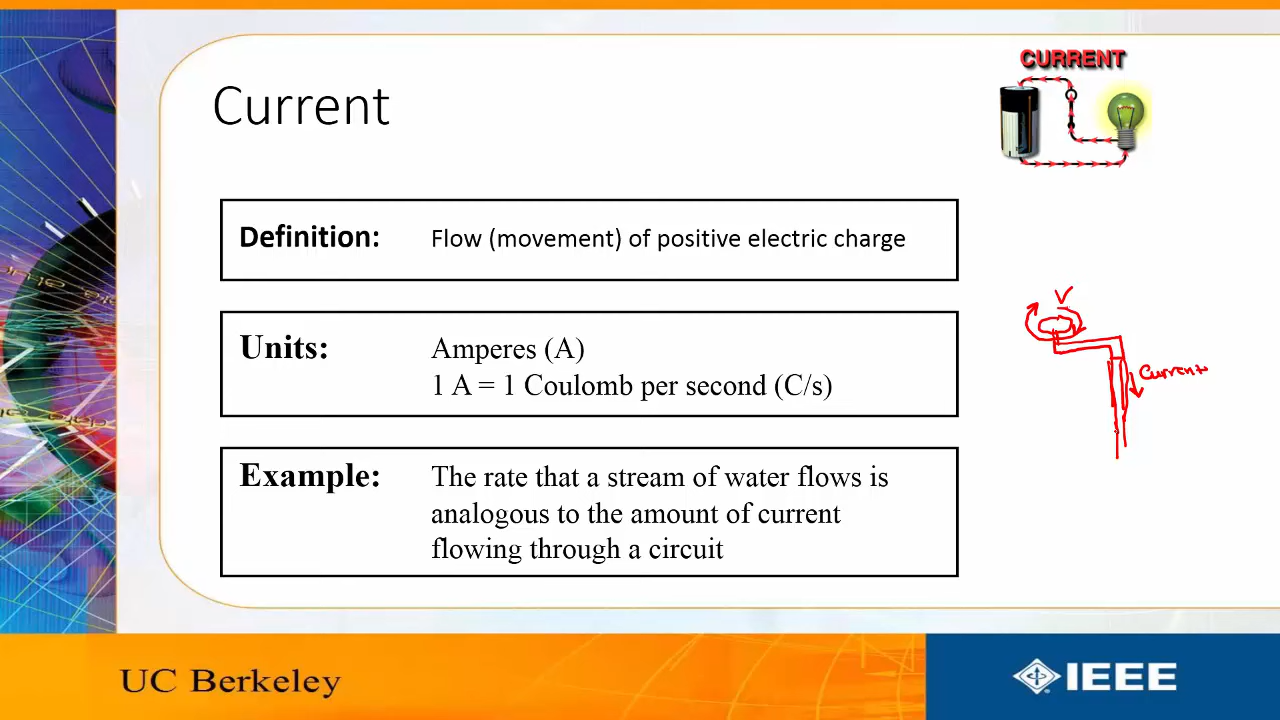 CURRENT
Current
Definition: Flow (movement) of positive electric charge
V
Units: Amperes (A)
1 A = 1 Coulomb per second (C/s)
Current
Example: The rate that a stream of water flows is
analogous to the amount of current
flowing through a circuit
UC Berkeley
IEEE